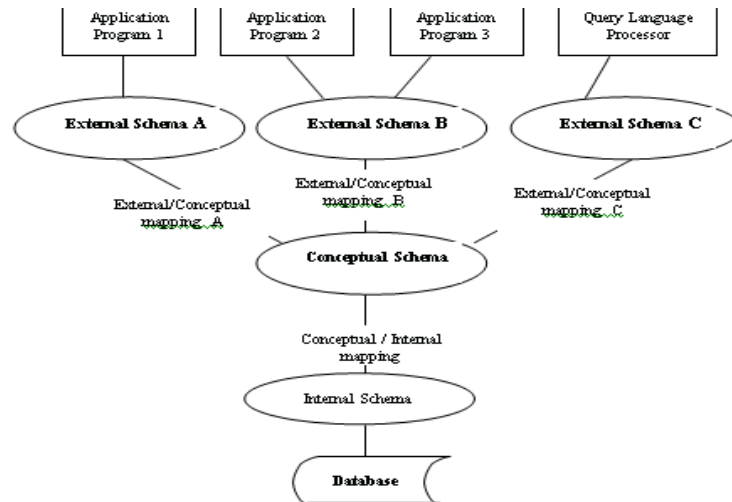 Application
Program 1
Application
Program 2
Application
Program 3
Query Language
Processor
External Schema A
External Schema B
External Schema C
External/Conceptual
mapping A
External/Conceptual
mapping B
External/Conceptual
mapping C
Conceptual Schema
Conceptual / Internal
mapping
Internal Schema
Database